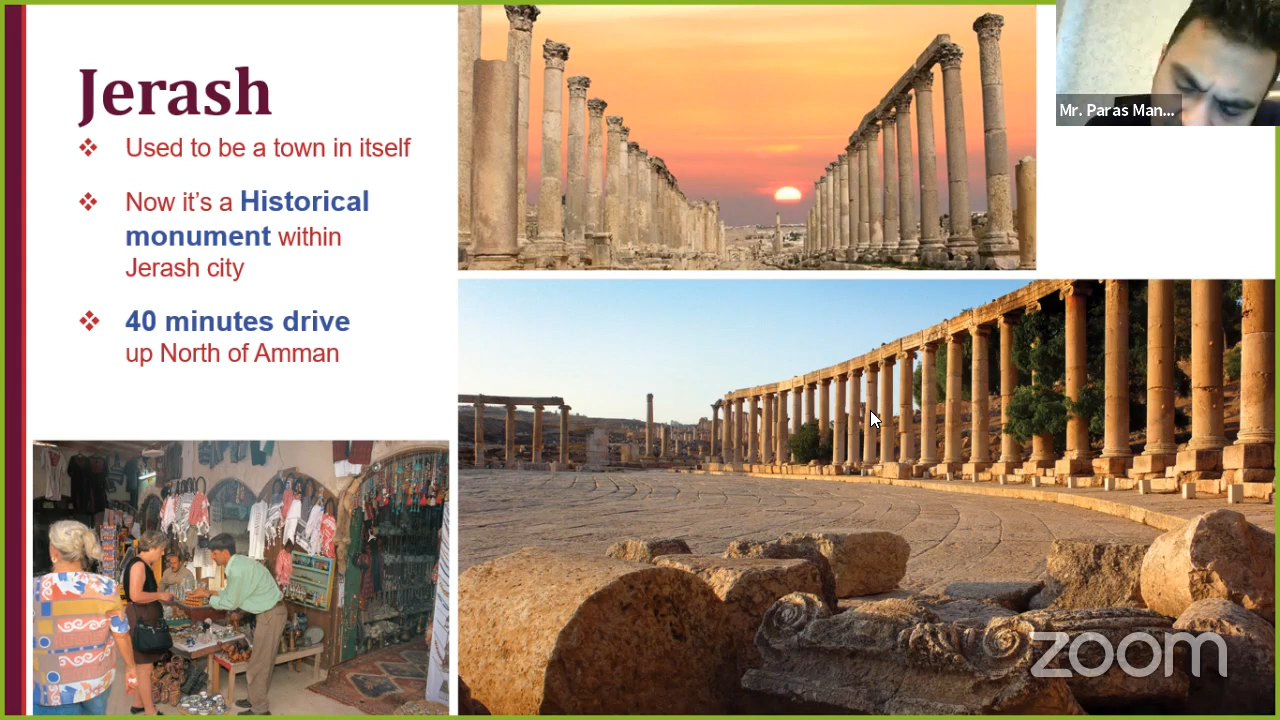 Jerash
Used to be a town in itself
Now it's a Historical
monument within
Jerash city
40 minutes drive
up North of Amman
Mr. Paras Man...
zoom